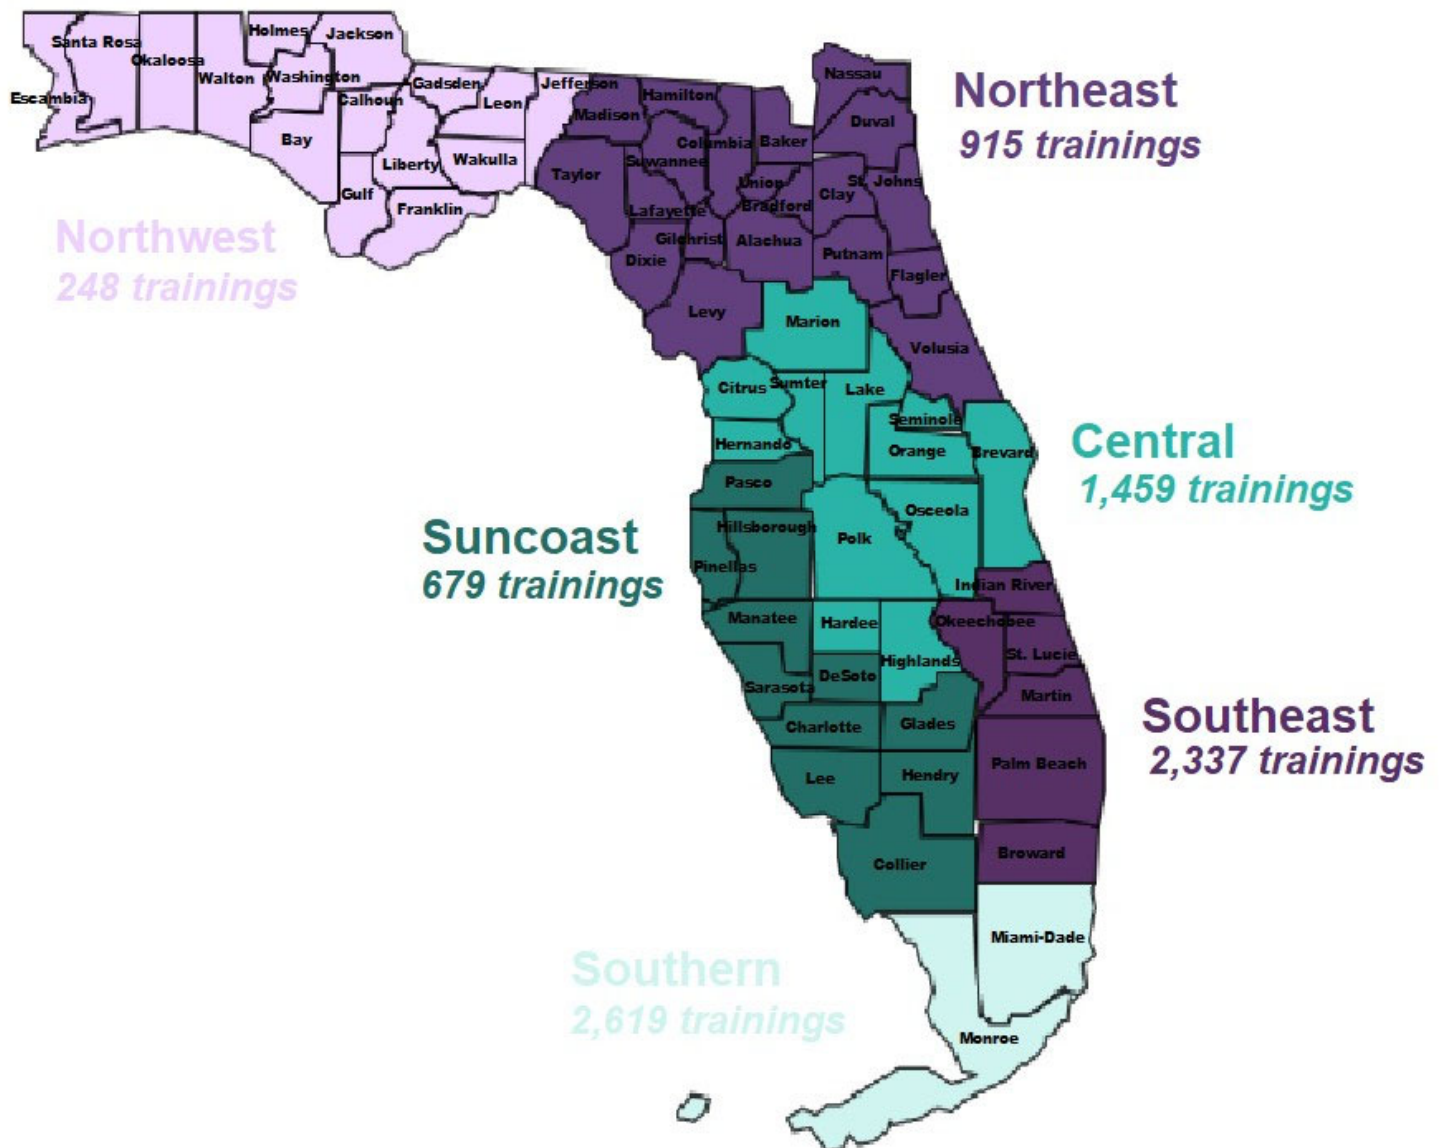 Holmes
Jackson
Santa Rosa
Okaloosa
Walton
Washington
Escambia
Calhoun
Gadsden
Leon
Jefferson
Bay
Liberty
Wakulla
Gulf
Franklin
Northwest
248 trainings
Nassau
Hamilton
Madison
Duval
Columbia
Baker
Suwannee
Taylor
Union
Clay
St. Johns
Lafayette
Bradford
Gilchrist
Alachua
Dixie
Putnam
Flagler
Levy
Volusia
Northeast
915 trainings
Marion
Citrus
Sumter
Lake
Seminole
Hernando
Orange
Brevard
Osceola
Polk
Hardee
Highlands
Central
1,459 trainings
Pasco
Hillsborough
Pinellas
Manatee
DeSoto
Sarasota
Charlotte
Glades
Lee
Hendry
Collier
Suncoast
679 trainings
Indian River
Okeechobee
St. Lucie
Martin
Palm Beach
Broward
Southeast
2,337 trainings
Miami-Dade
Monroe
Southern
2,619 trainings